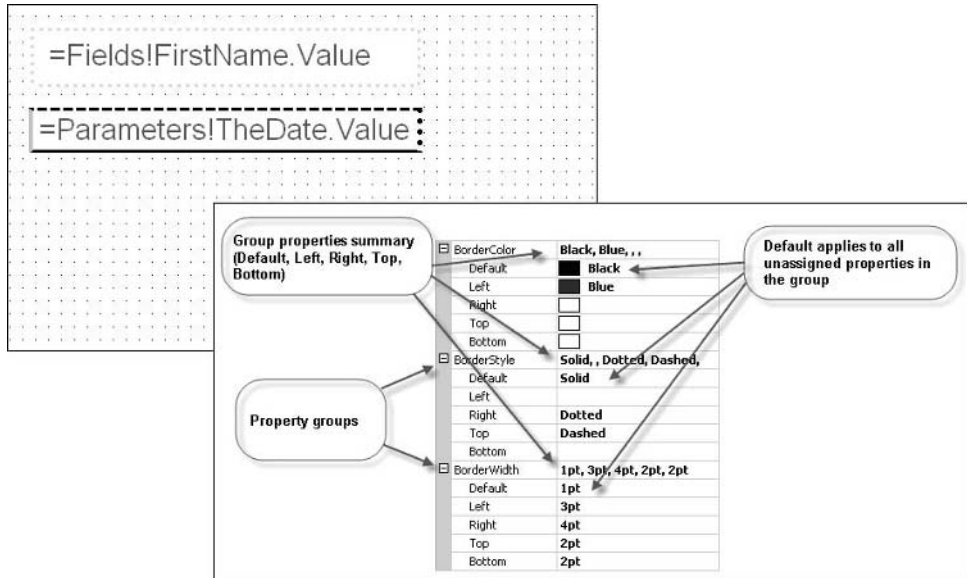 =Fields!FirstName.Value
=Parameters!TheDate.Value
Group properties summary
(Default, Left, Right, Top,
Bottom)
Default applies to all
unassigned properties in
the group
Property groups
BorderColor Black, Blue, , ,
Default Black
Left Blue
Right
Top
Bottom
BorderStyle Solid, , Dotted, Dashed,
Default Solid
Left
Right Dotted
Top Dashed
Bottom
BorderWidth 1pt, 3pt, 4pt, 2pt, 2pt
Default 1pt
Left 3pt
Right 4pt
Top 2pt
Bottom 2pt